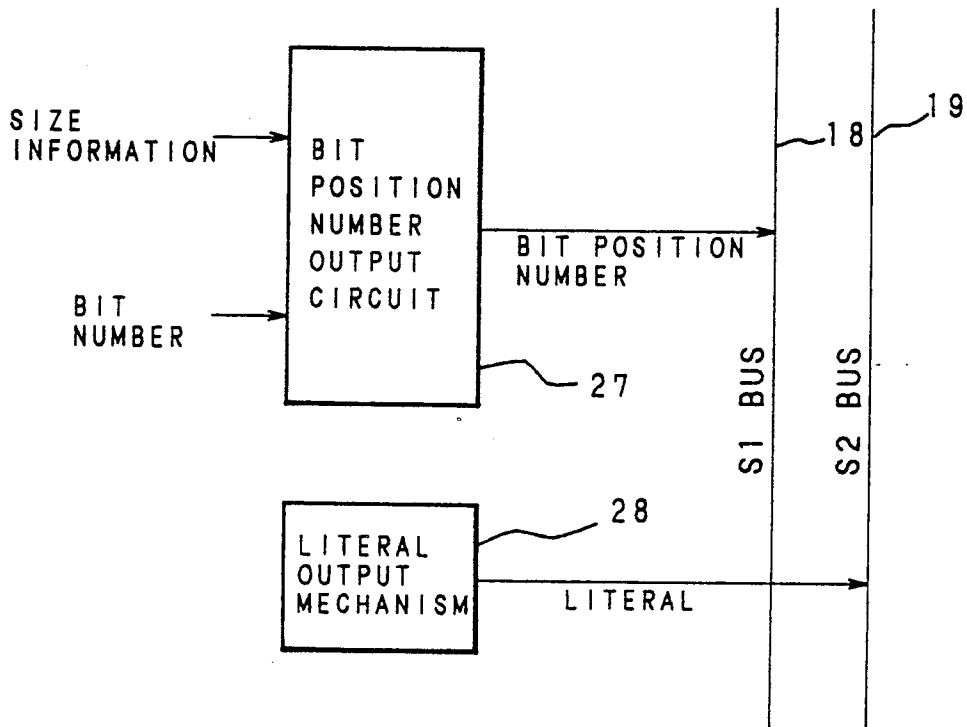 SIZE
INFORMATION
BIT
NUMBER
BIT
POSITION
NUMBER
OUTPUT
CIRCUIT
27
BIT POSITION
NUMBER
18
19
S1 BUS
S2 BUS
LITERAL
OUTPUT
MECHANISM
28
LITERAL